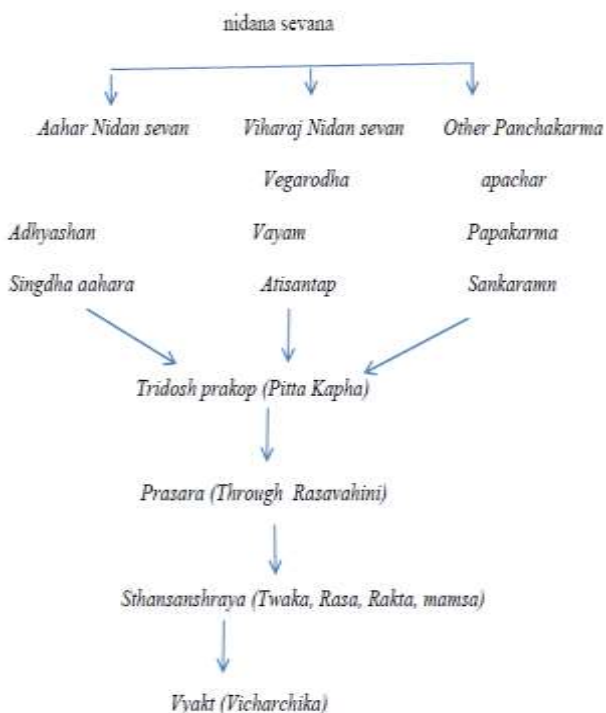 nidana sevana
Aahar Nidan sevan Viharaj Nidan sevan Other Panchakarma
Vegarodha apachar
Adhyashan Vayam Papakarma
Singdha aahara Atisantap Sankaramn
Tridosh prakop (Pitta Kapha)
Prasara (Through Rasavahini)
Sthansanshraya (Twaka, Rasa, Rakta, mamsa)
Vyakt (Vicharchika)